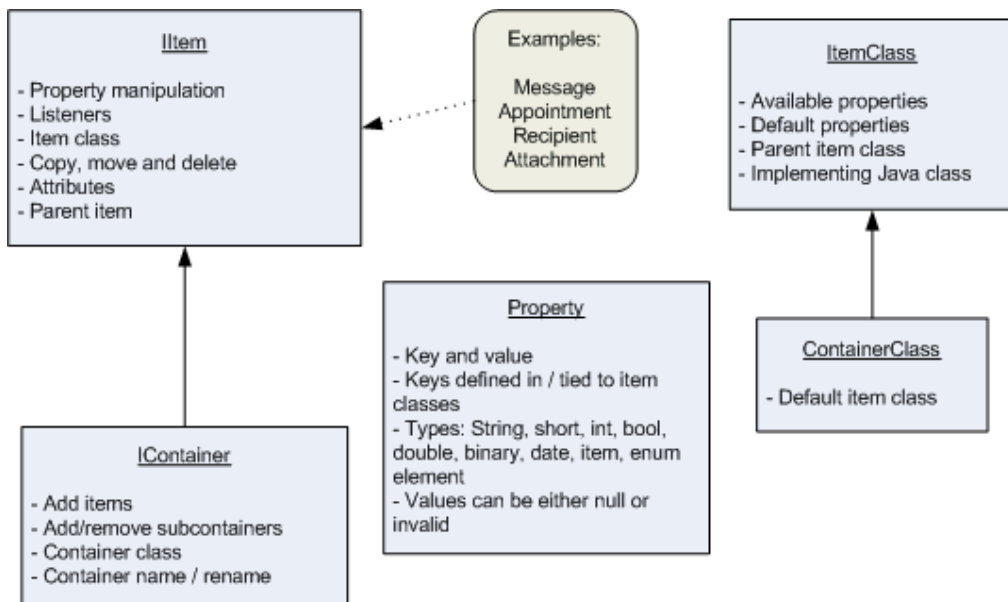 IItem
- Property manipulation
- Listeners
- Item class
- Copy, move and delete
- Attributes
- Parent item
Examples:
Message
Appointment
Recipient
Attachment
ItemClass
- Available properties
- Default properties
- Parent item class
- Implementing Java class
Property
- Key and value
- Keys defined in / tied to item
classes
- Types: String, short, int, bool,
double, binary, date, item, enum
element
- Values can be either null or
invalid
ContainerClass
- Default item class
IContainer
- Add items
- Add/remove subcontainers
- Container class
- Container name / rename